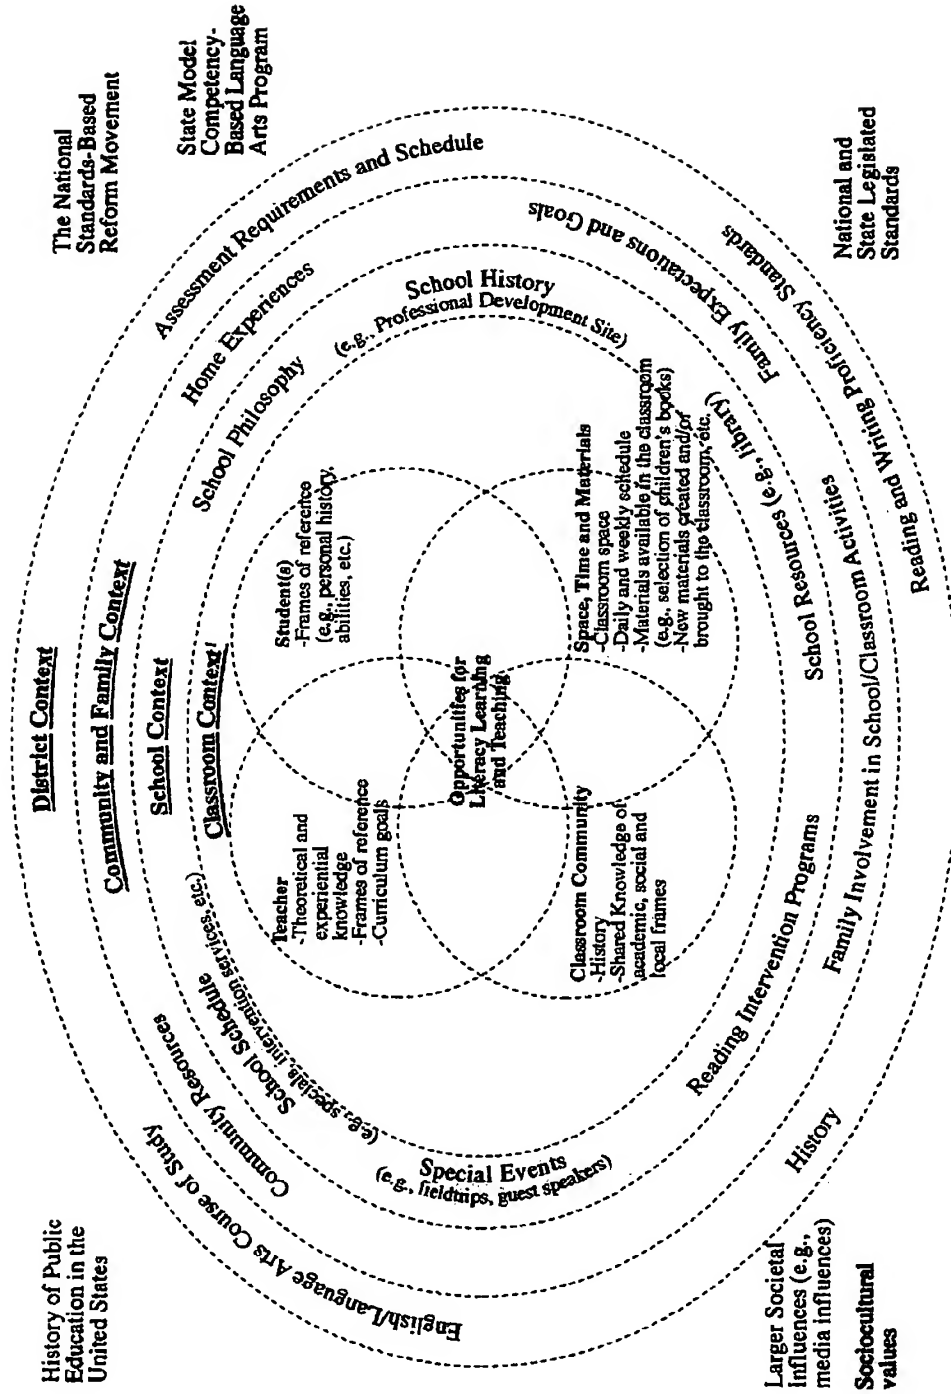 History of Public
Education in the
United States
The National
Standards-Based
Reform Movement
State Model
Competency-
Based Language
Arts Program
District Context
English/Language Arts Course of Study
Assessment Requirements and Schedule
Community and Family Context
Community Resources
Home Experiences
School Context
School Schedule
(e.g., specials, intervention services, etc.)
School Philosophy
School History
(e.g., Professional Development Site)
Special Events
(e.g., fieldtrips, guest speakers)
Classroom Context
Teacher
-Theoretical and
experiential
knowledge
-Frames of reference
-Curriculum goals
Student(s)
-Frames of reference
(e.g., personal history,
abilities, etc.)
Opportunities for
Literacy Learning
and Teaching
Classroom Community
-History
-Shared Knowledge of
academic, social and
local frames
Space, Time and Materials
-Classroom space
-Daily and weekly schedule
-Materials available in the classroom
(e.g., selection of children's books)
-New materials created and/or
brought to the classroom, etc.
Reading Intervention Programs
School Resources (e.g., library)
Family Expectations and Goals
Family Involvement in School/Classroom Activities
History
Reading and Writing Proficiency Standards
Larger Societal
Influences (e.g.,
media influences)
Sociocultural
values
National and
State Legislated
Standards